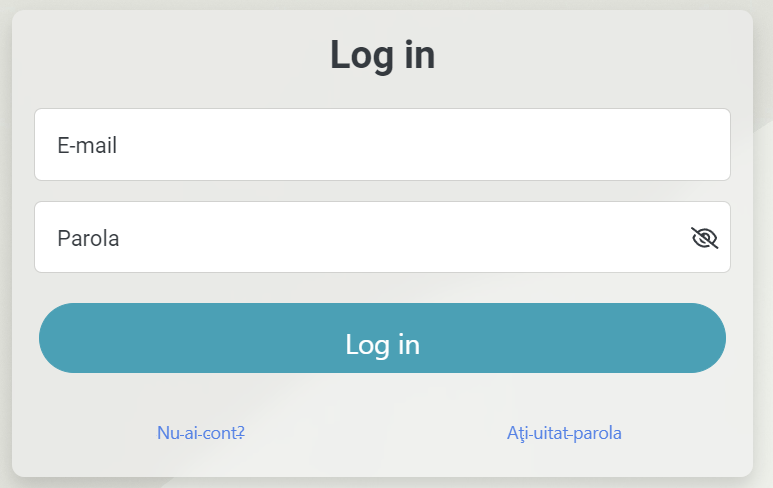 Log in
E-mail
Parola
Log in
Nu-ai-cont?
Aţi-uitat-parola